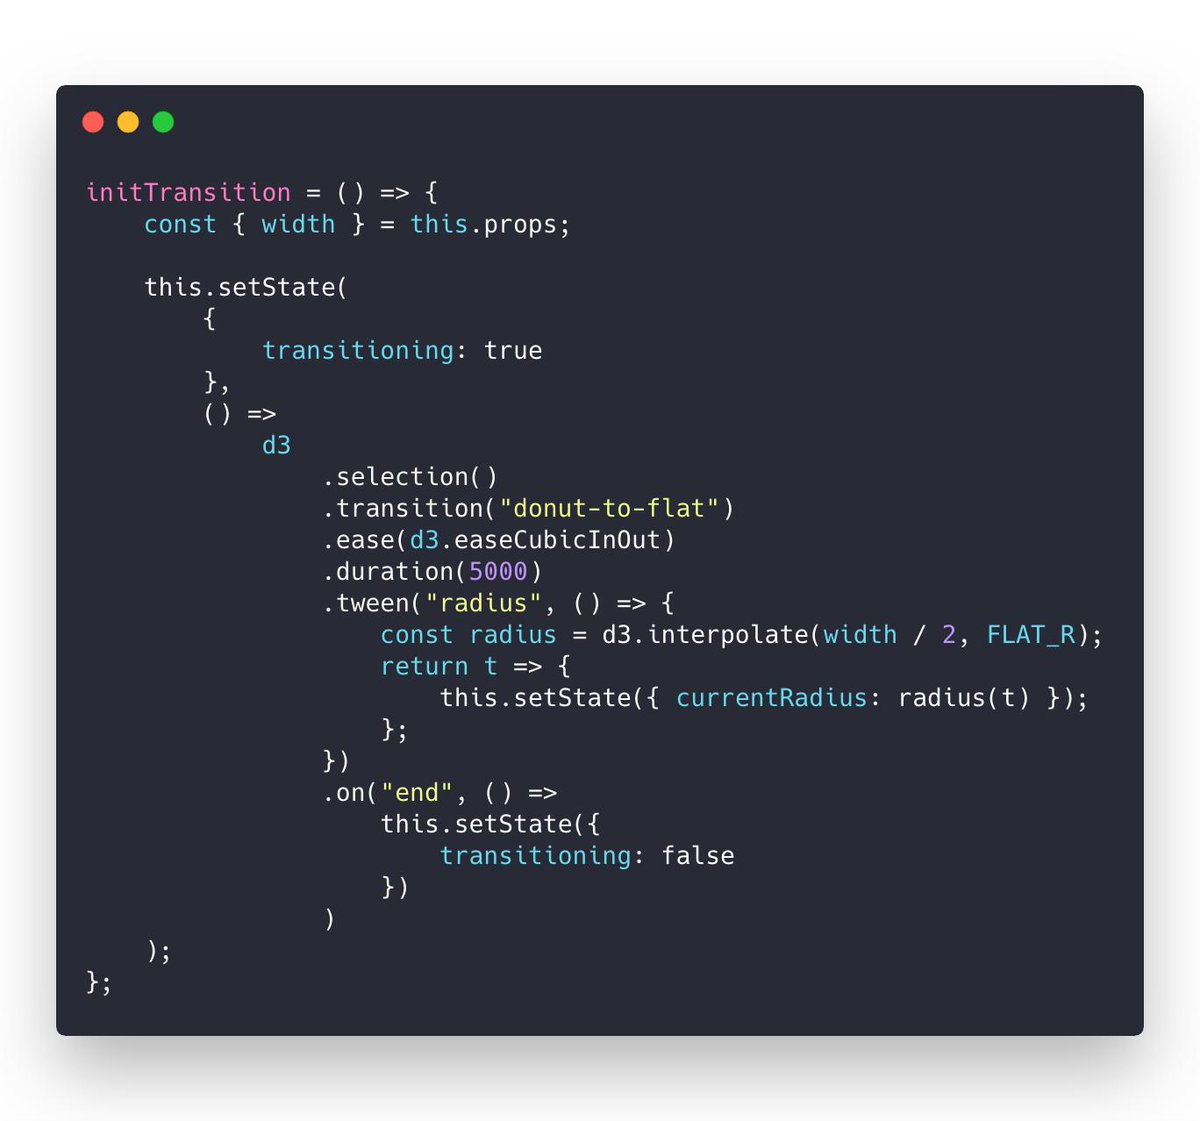 initTransition = () => {
    const { width } = this.props;

    this.setState(
        {
            transitioning: true
        },
        () =>
            d3
                .selection()
                .transition("donut-to-flat")
                .ease(d3.easeCubicInOut)
                .duration(5000)
                .tween("radius", () => {
                    const radius = d3.interpolate(width / 2, FLAT_R);
                    return t => {
                        this.setState({ currentRadius: radius(t) });
                    };
                })
                .on("end", () =>
                    this.setState({
                        transitioning: false
                    })
                )
    );
};